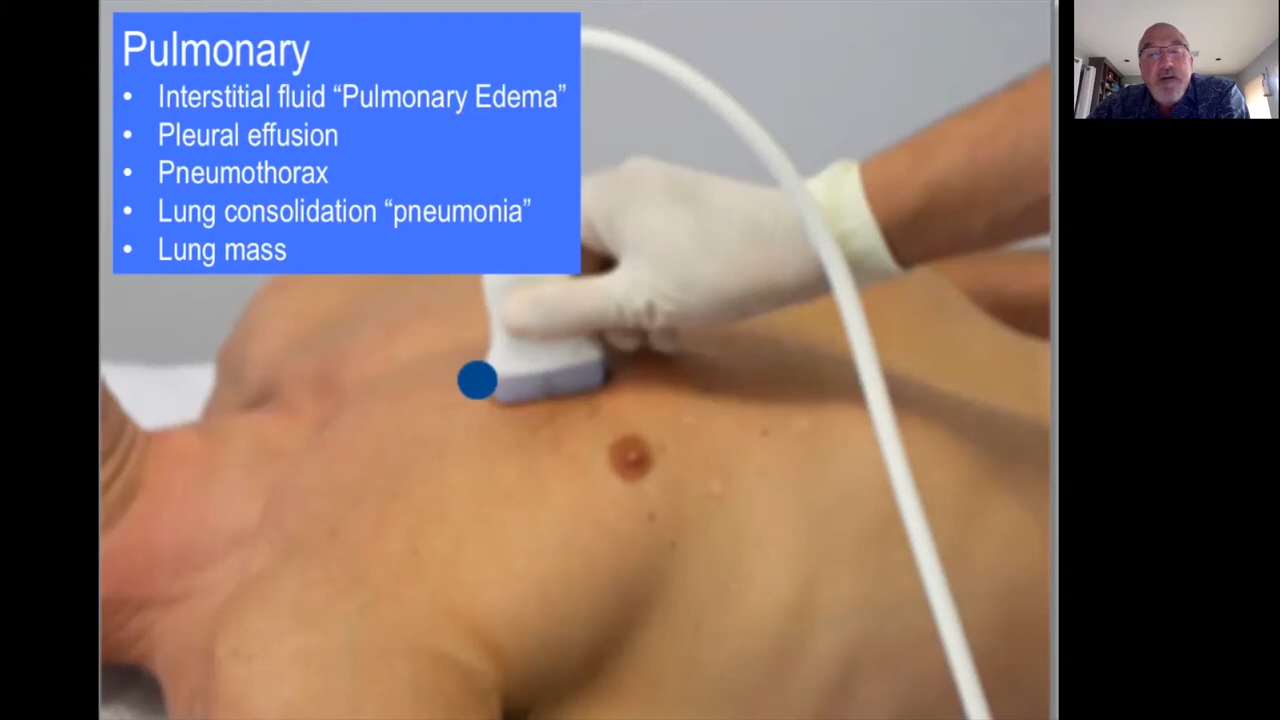 Pulmonary
• Interstitial fluid “Pulmonary Edema”
• Pleural effusion
• Pneumothorax
• Lung consolidation “pneumonia”
• Lung mass